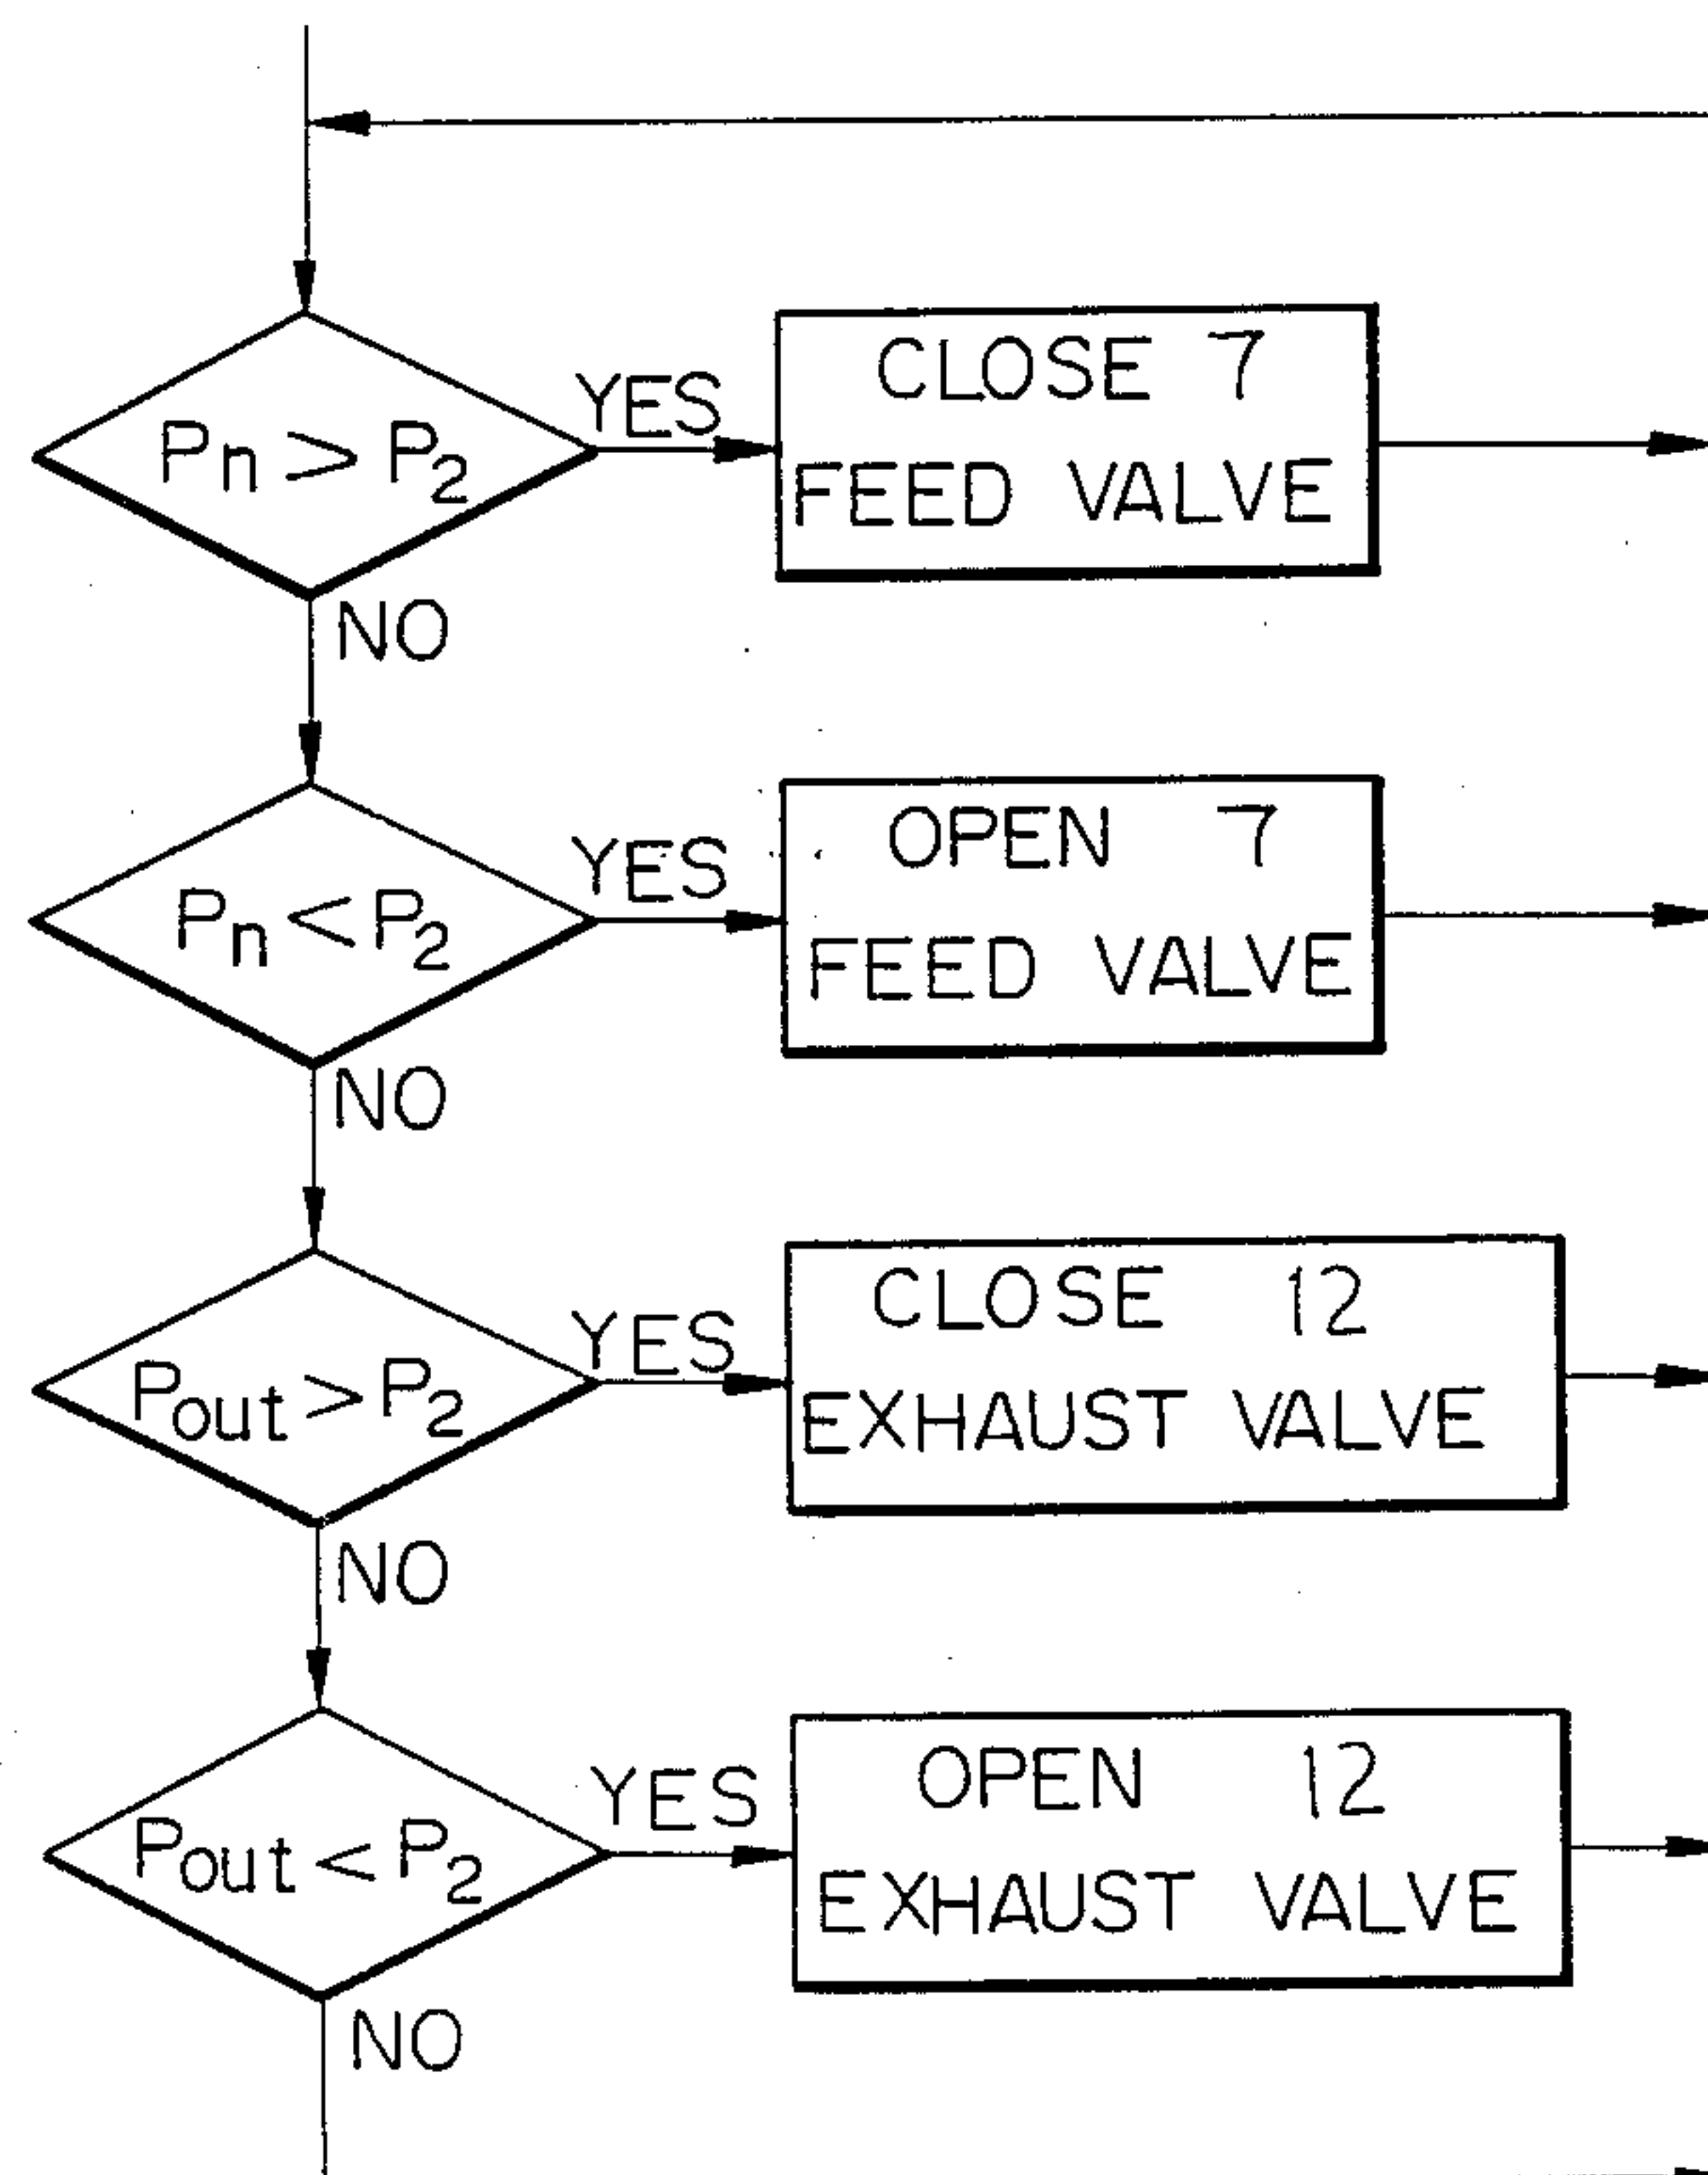 Pn > P2
YES
CLOSE 7
FEED VALVE
NO
Pn < P2
YES
OPEN 7
FEED VALVE
NO
Pout > P2
YES
CLOSE 12
EXHAUST VALVE
NO
Pout < P2
YES
OPEN 12
EXHAUST VALVE
NO